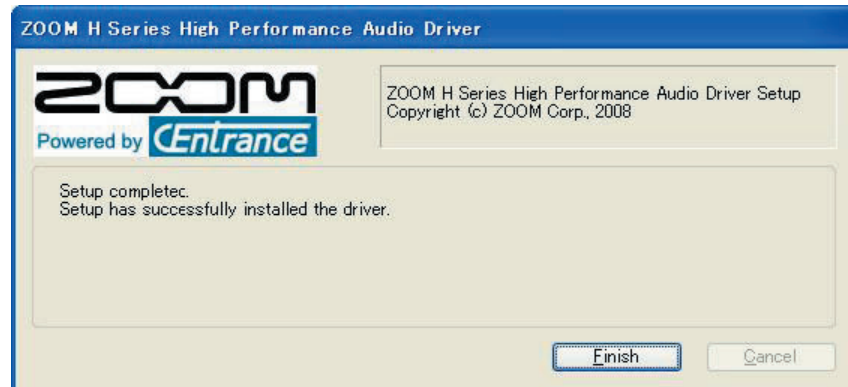 ZOOM H Series High Performance Audio Driver
ZOOM
Powered by CEntrance
ZOOM H Series High Performance Audio Driver Setup
Copyright (c) ZOOM Corp., 2008
Setup completec.
Setup has successfully installed the driver.
Finish
Cancel